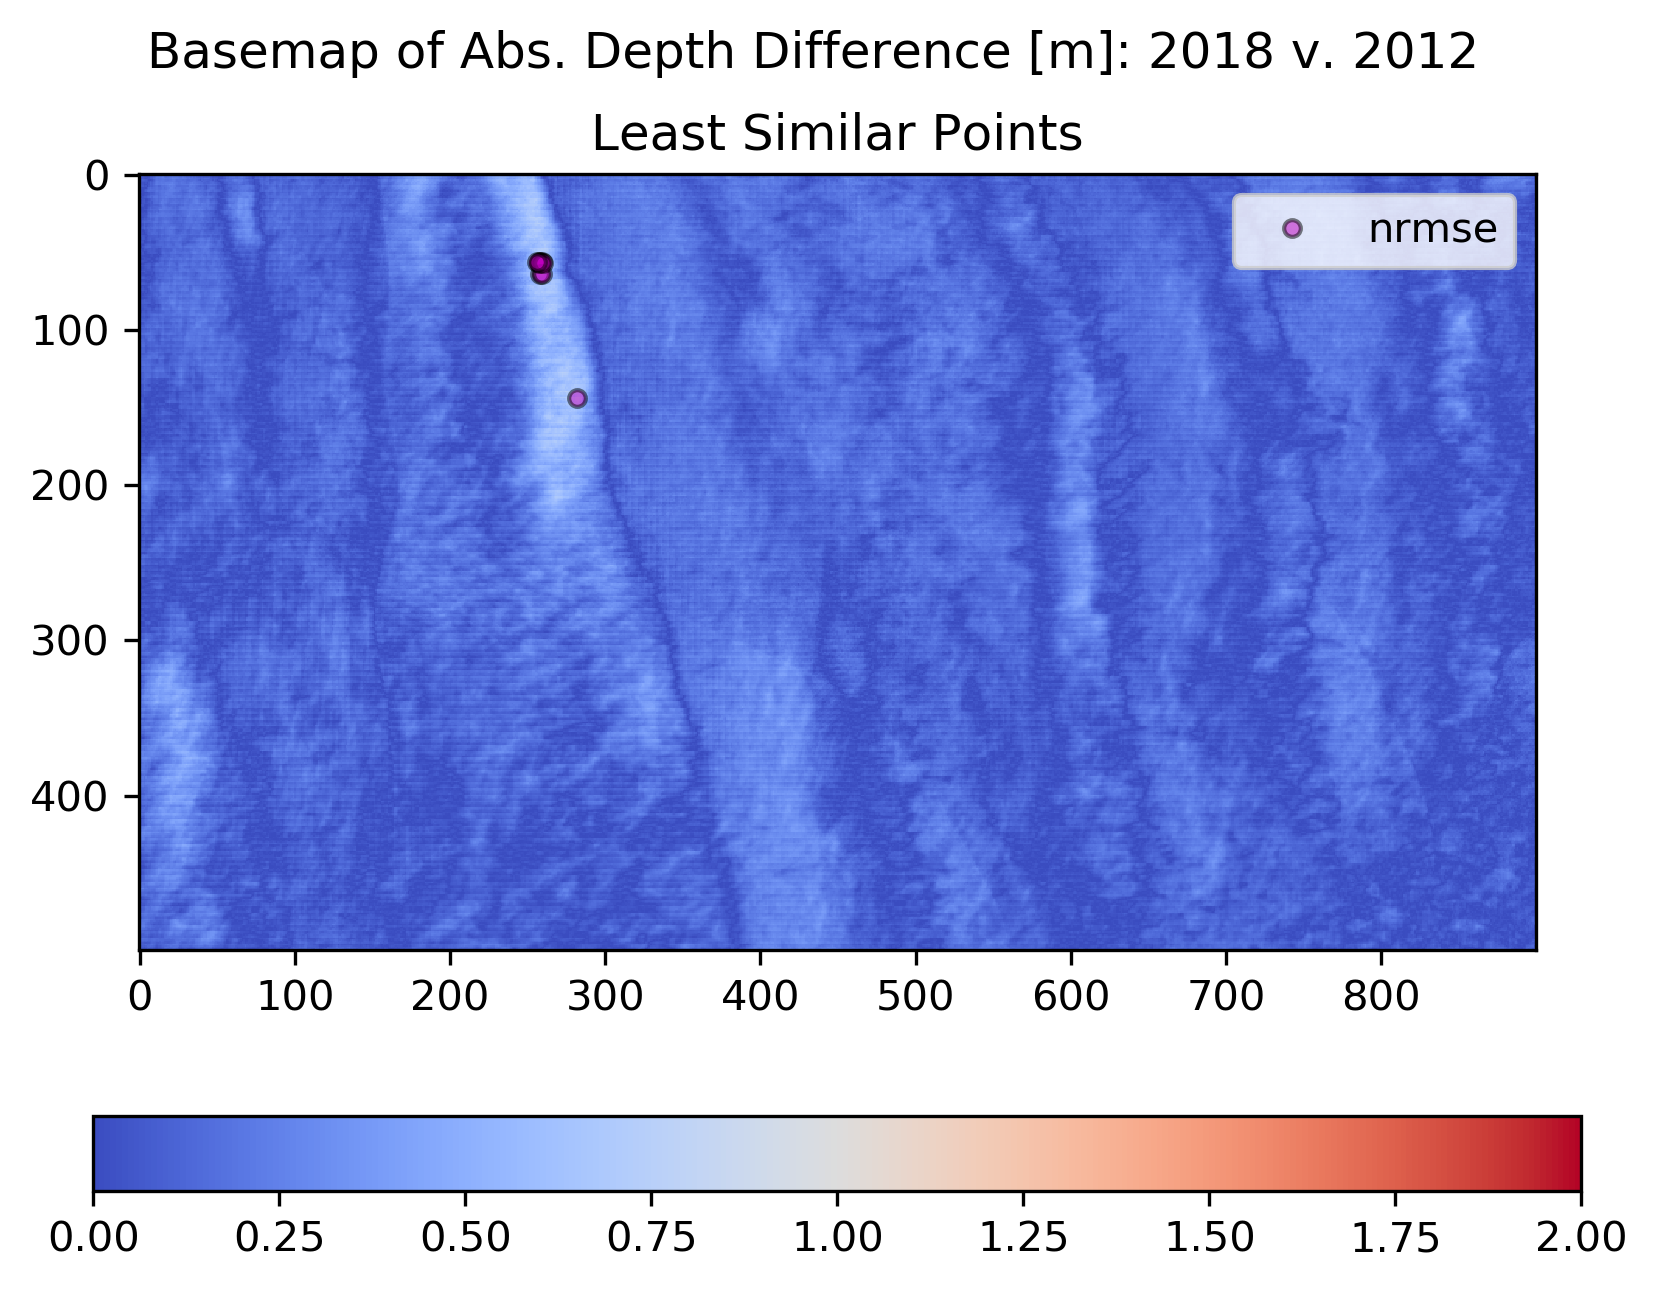 Basemap of Abs. Depth Difference [m]: 2018 v. 2012
Least Similar Points
nrmse
0
100
200
300
400
0 100 200 300 400 500 600 700 800
0.00 0.25 0.50 0.75 1.00 1.25 1.50 1.75 2.00